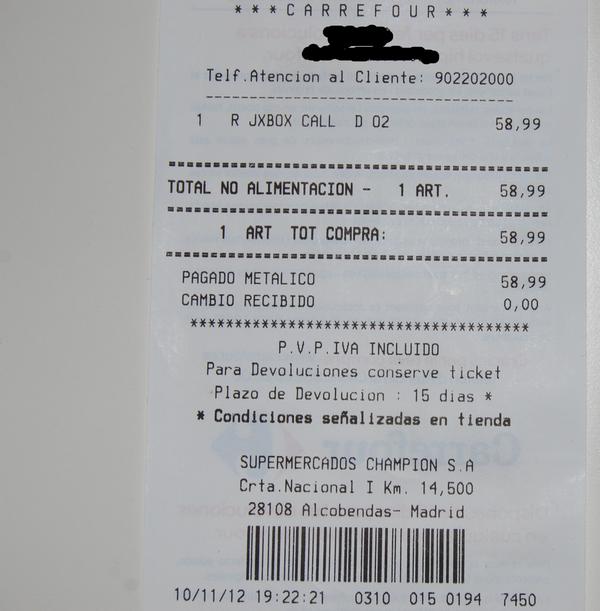 ***CARREFOUR***
Telf.Atencion al Cliente: 902202000
1 R JXBOX CALL D 02 58,99
TOTAL NO ALIMENTACION - 1 ART. 58,99
1 ART TOT COMPRA: 58,99
PAGADO METALICO 58,99
CAMBIO RECIBIDO 0,00
P.V.P.IVA INCLUIDO
Para Devoluciones conserve ticket
Plazo de Devolucion : 15 dias *
* Condiciones señalizadas en tienda
SUPERMERCADOS CHAMPION S.A
Crta.Nacional I Km. 14,500
28108 Alcobendas- Madrid
10/11/12 19:22:21 0310 015 0194 7450